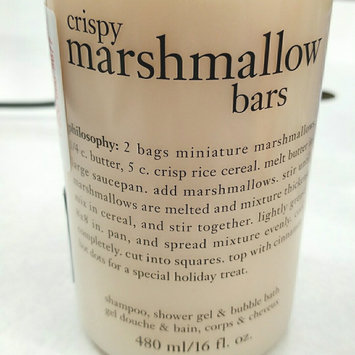 crispy
marshmallow
bars
philosophy: 2 bags miniature marshmallows,
1/4 c. butter, 5 c. crisp rice cereal. melt butter in
large saucepan. add marshmallows. stir until
marshmallows are melted and mixture thickens
mix in cereal, and stir together. lightly grease
in. pan, and spread mixture evenly. cool
completely. cut into squares. top with cinnamon
hot dots for a special holiday treat.
shampoo, shower gel & bubble bath
gel douche & bain, corps & cheveux
480 ml/16 fl. oz.